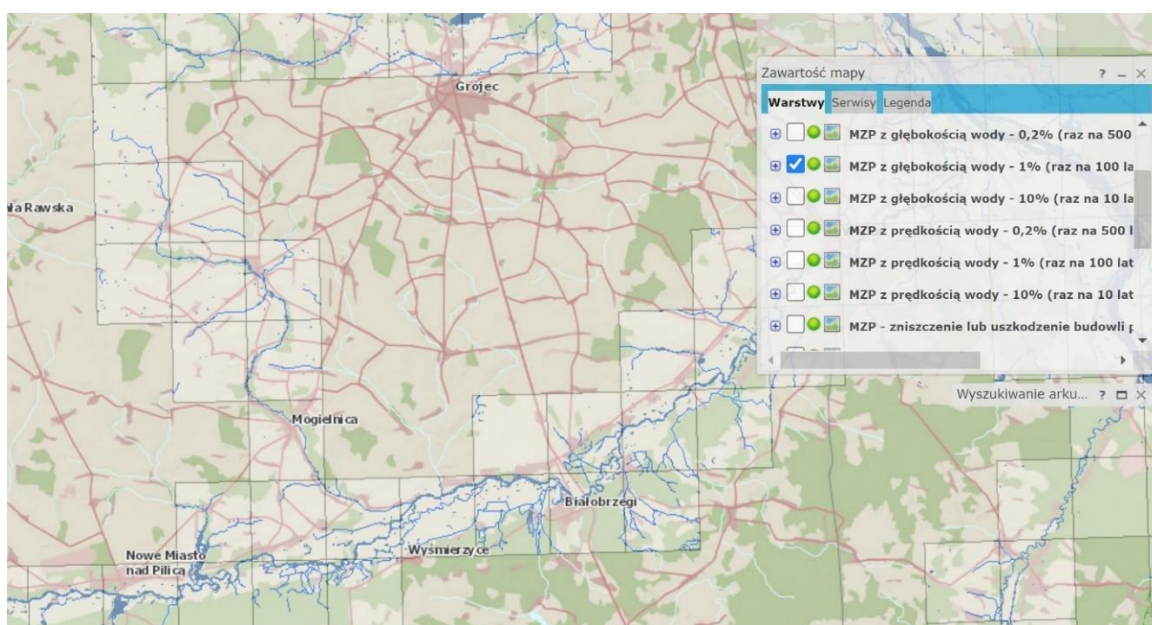 Grójec
ła Rawska
Mogielnica
Białobrzegi
Wyśmierzyce
Nowe Miasto
nad Pilicą
Zawartość mapy ? – ×
Warstwy Serwisy Legenda
MZP z głębokością wody - 0,2% (raz na 500
MZP z głębokością wody - 1% (raz na 100 la
MZP z głębokością wody - 10% (raz na 10 la
MZP z prędkością wody - 0,2% (raz na 500 l
MZP z prędkością wody - 1% (raz na 100 lat
MZP z prędkością wody - 10% (raz na 10 lat
MZP - zniszczenie lub uszkodzenie budowli p
Wyszukiwanie arku... ? ×